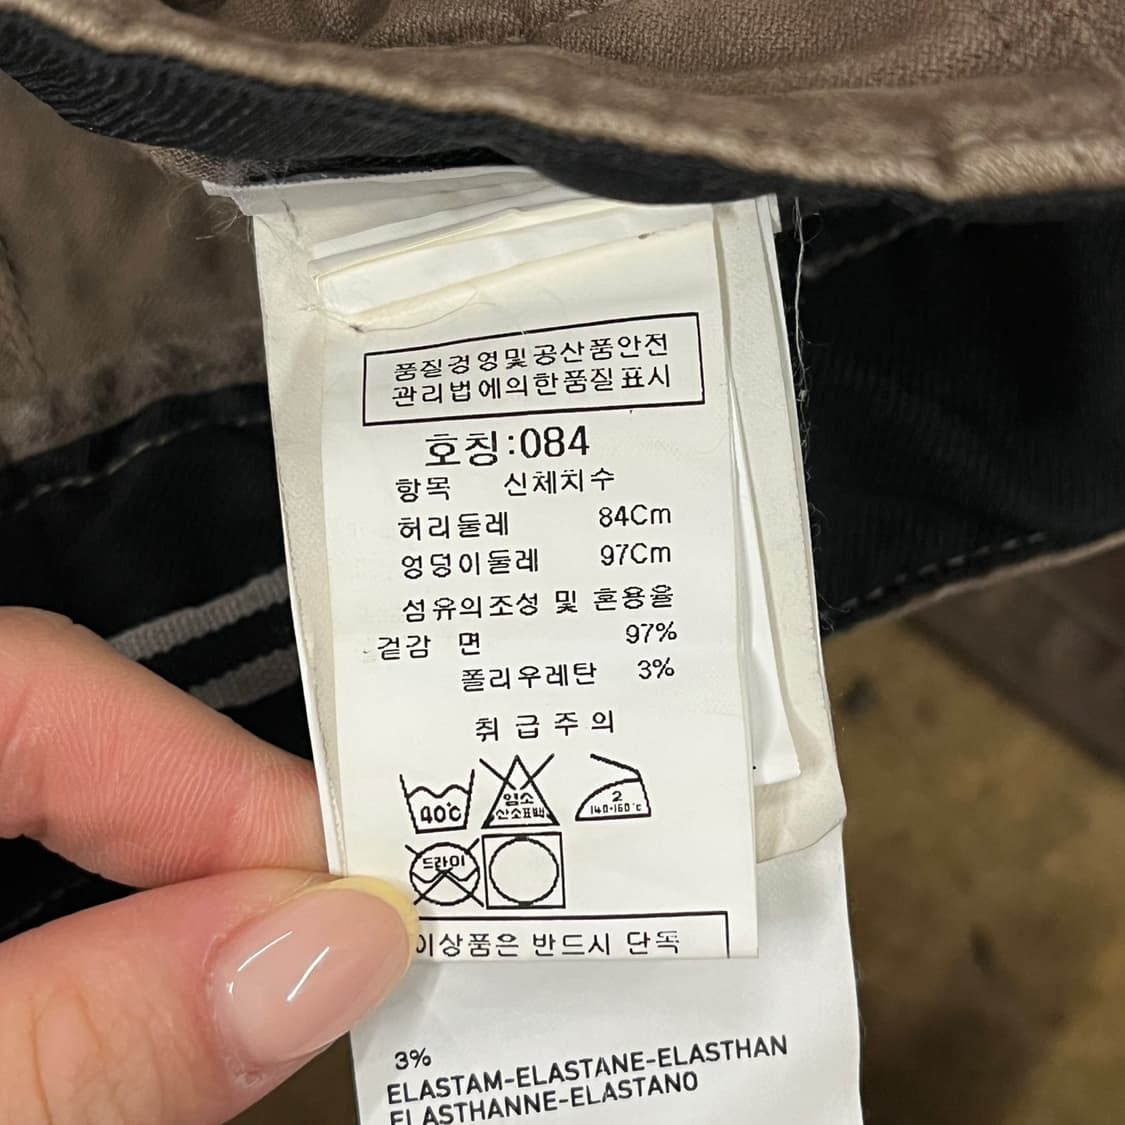 품질경영및공산품안전
관리법에의한품질표시
호칭:084
항목 신체치수
허리둘레 84Cm
엉덩이둘레 97Cm
섬유의조성 및 혼용율
겉감 면 97%
폴리우레탄 3%
취급주의
40℃
염소
산소표백
2
140-160℃
드라이
이상품은 반드시 단독
3%
ELASTAM-ELASTANE-ELASTHAN
ELASTHANNE-ELASTANO